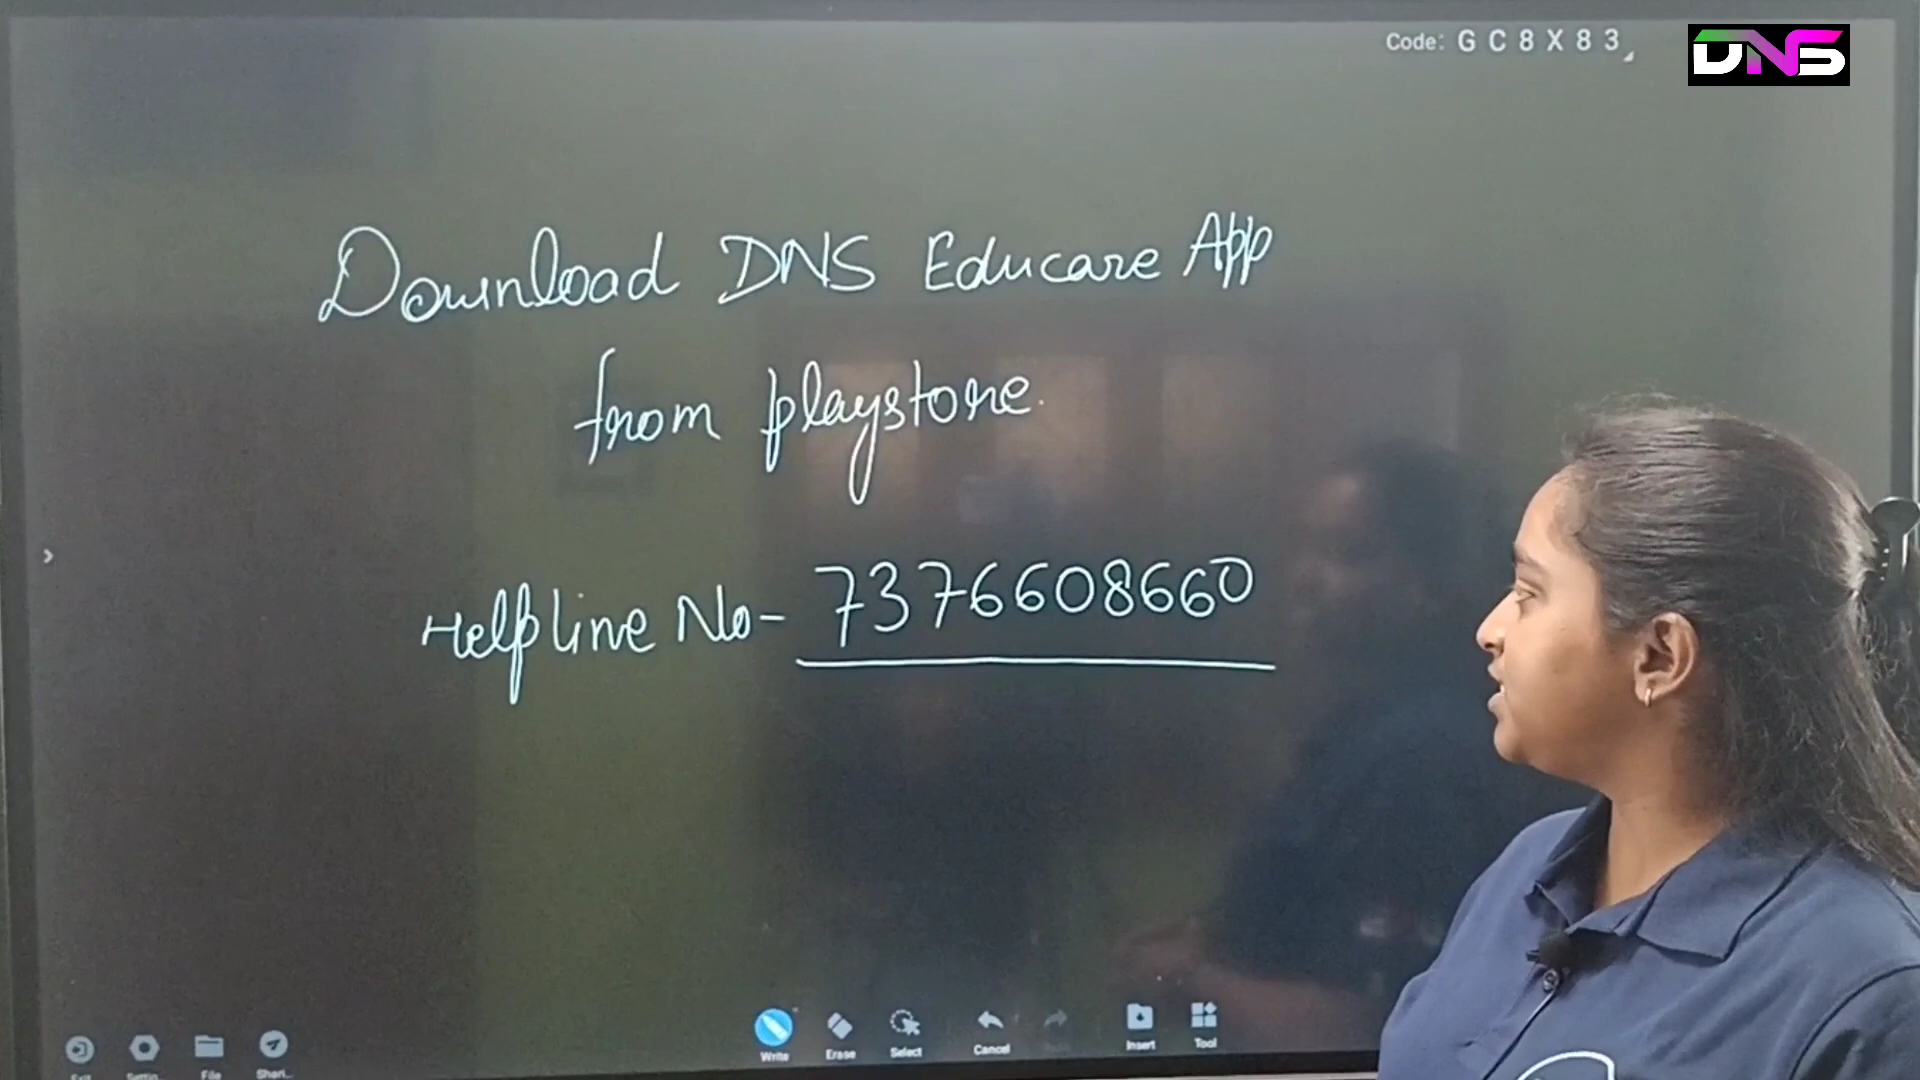 Code: GC8X83
DNS
Download DNS Educare App
from playstore.
Helpline No- 7376608660
Write
Erase
Select
Cancel
Insert
Tool
File